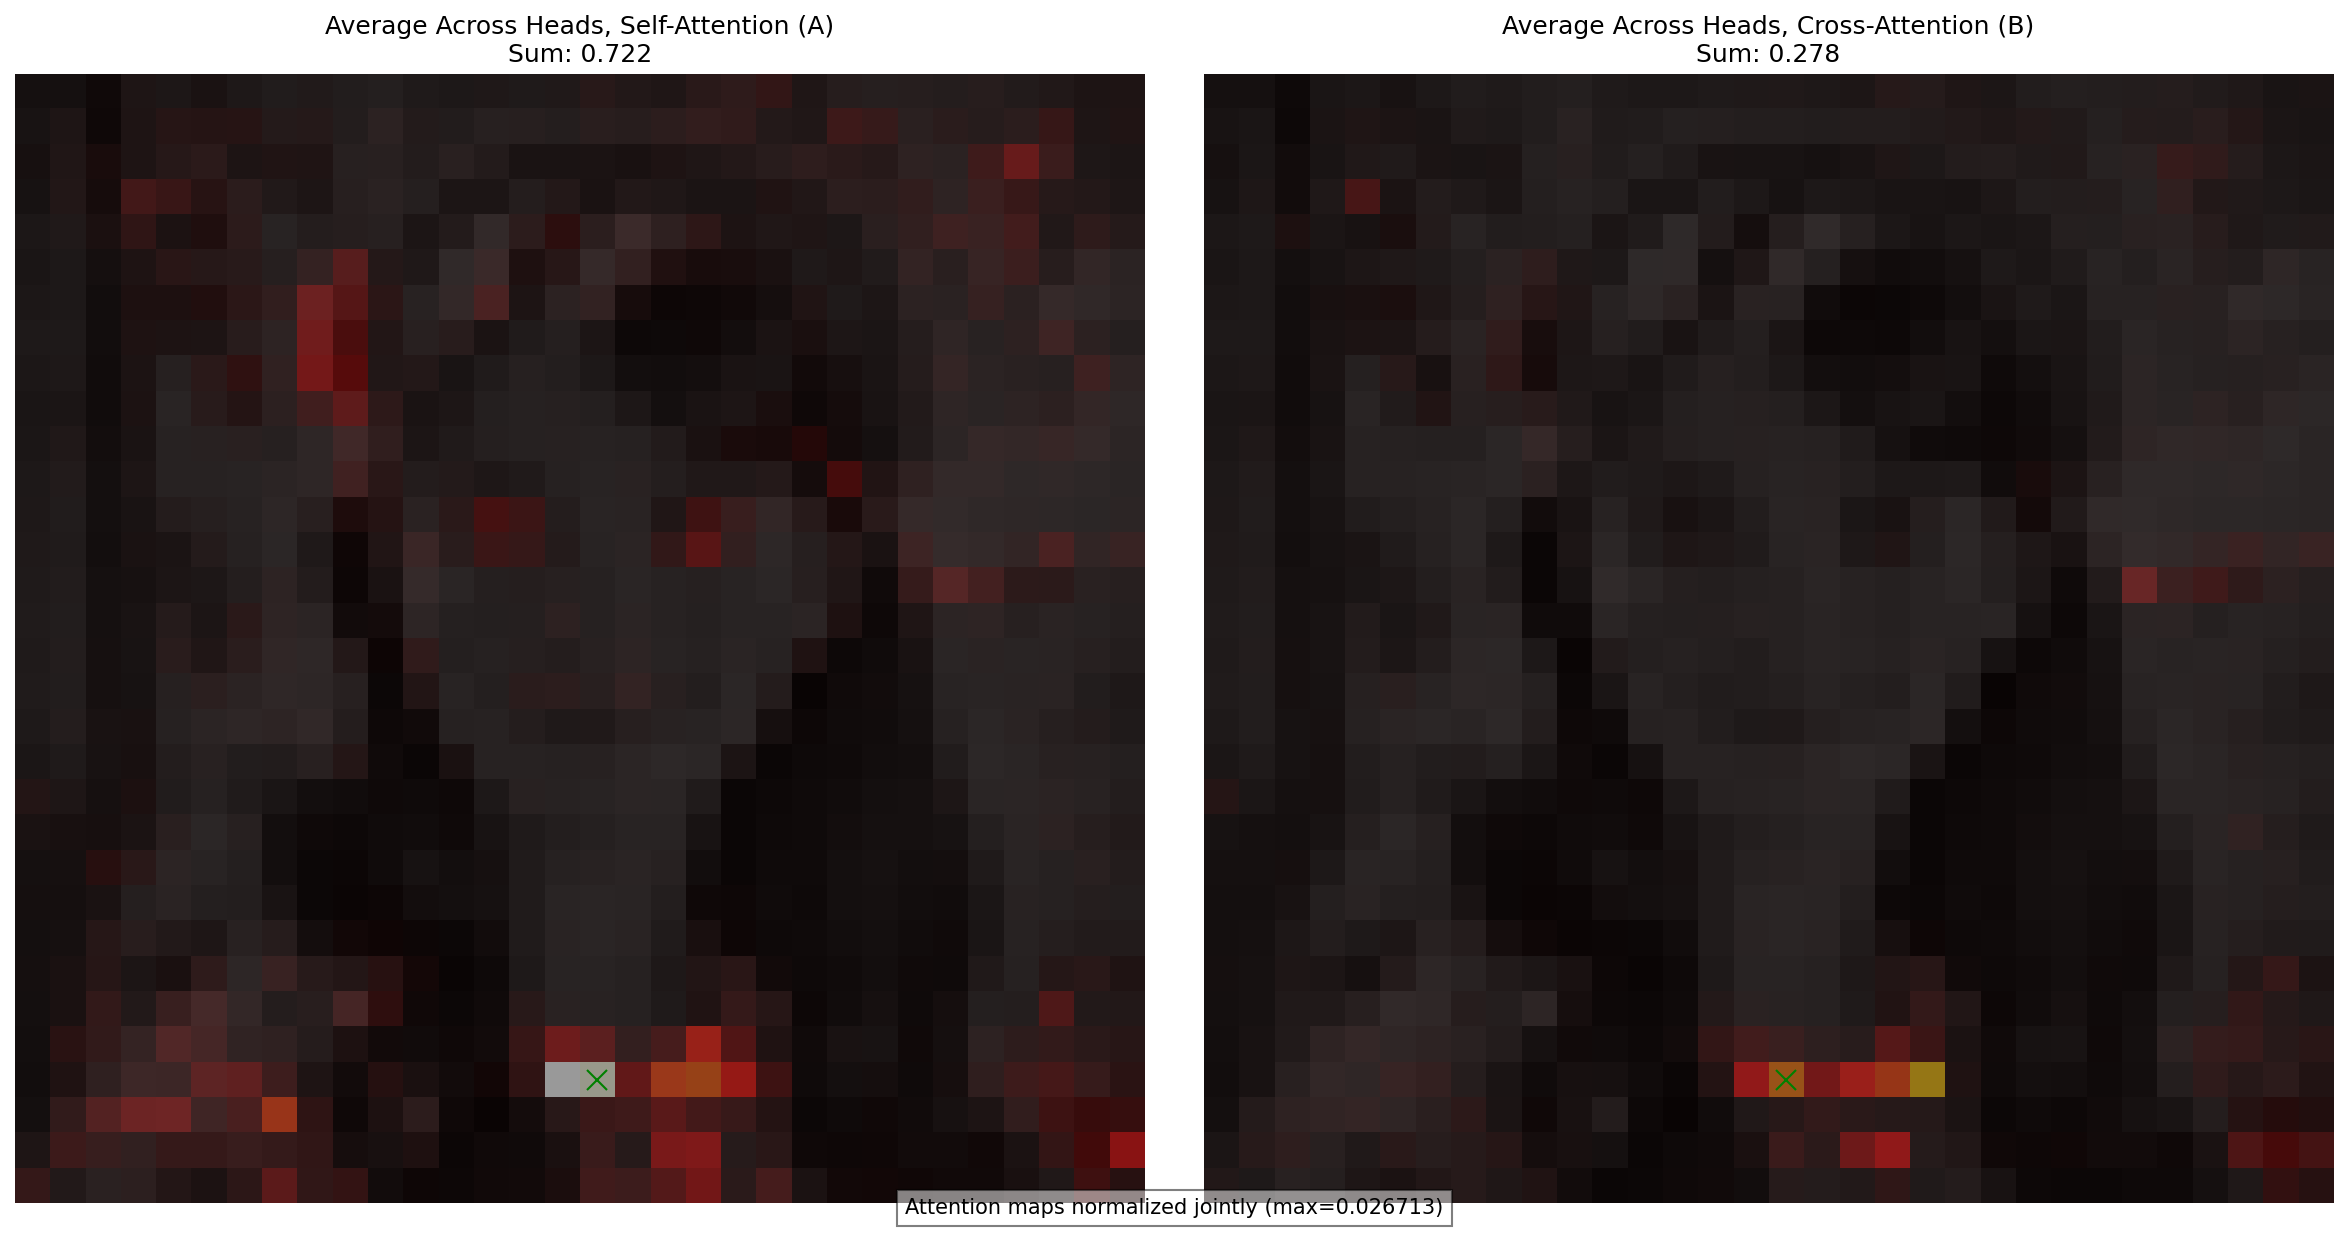 Average Across Heads, Self-Attention (A)
Sum: 0.722
Average Across Heads, Cross-Attention (B)
Sum: 0.278
Attention maps normalized jointly (max=0.026713)